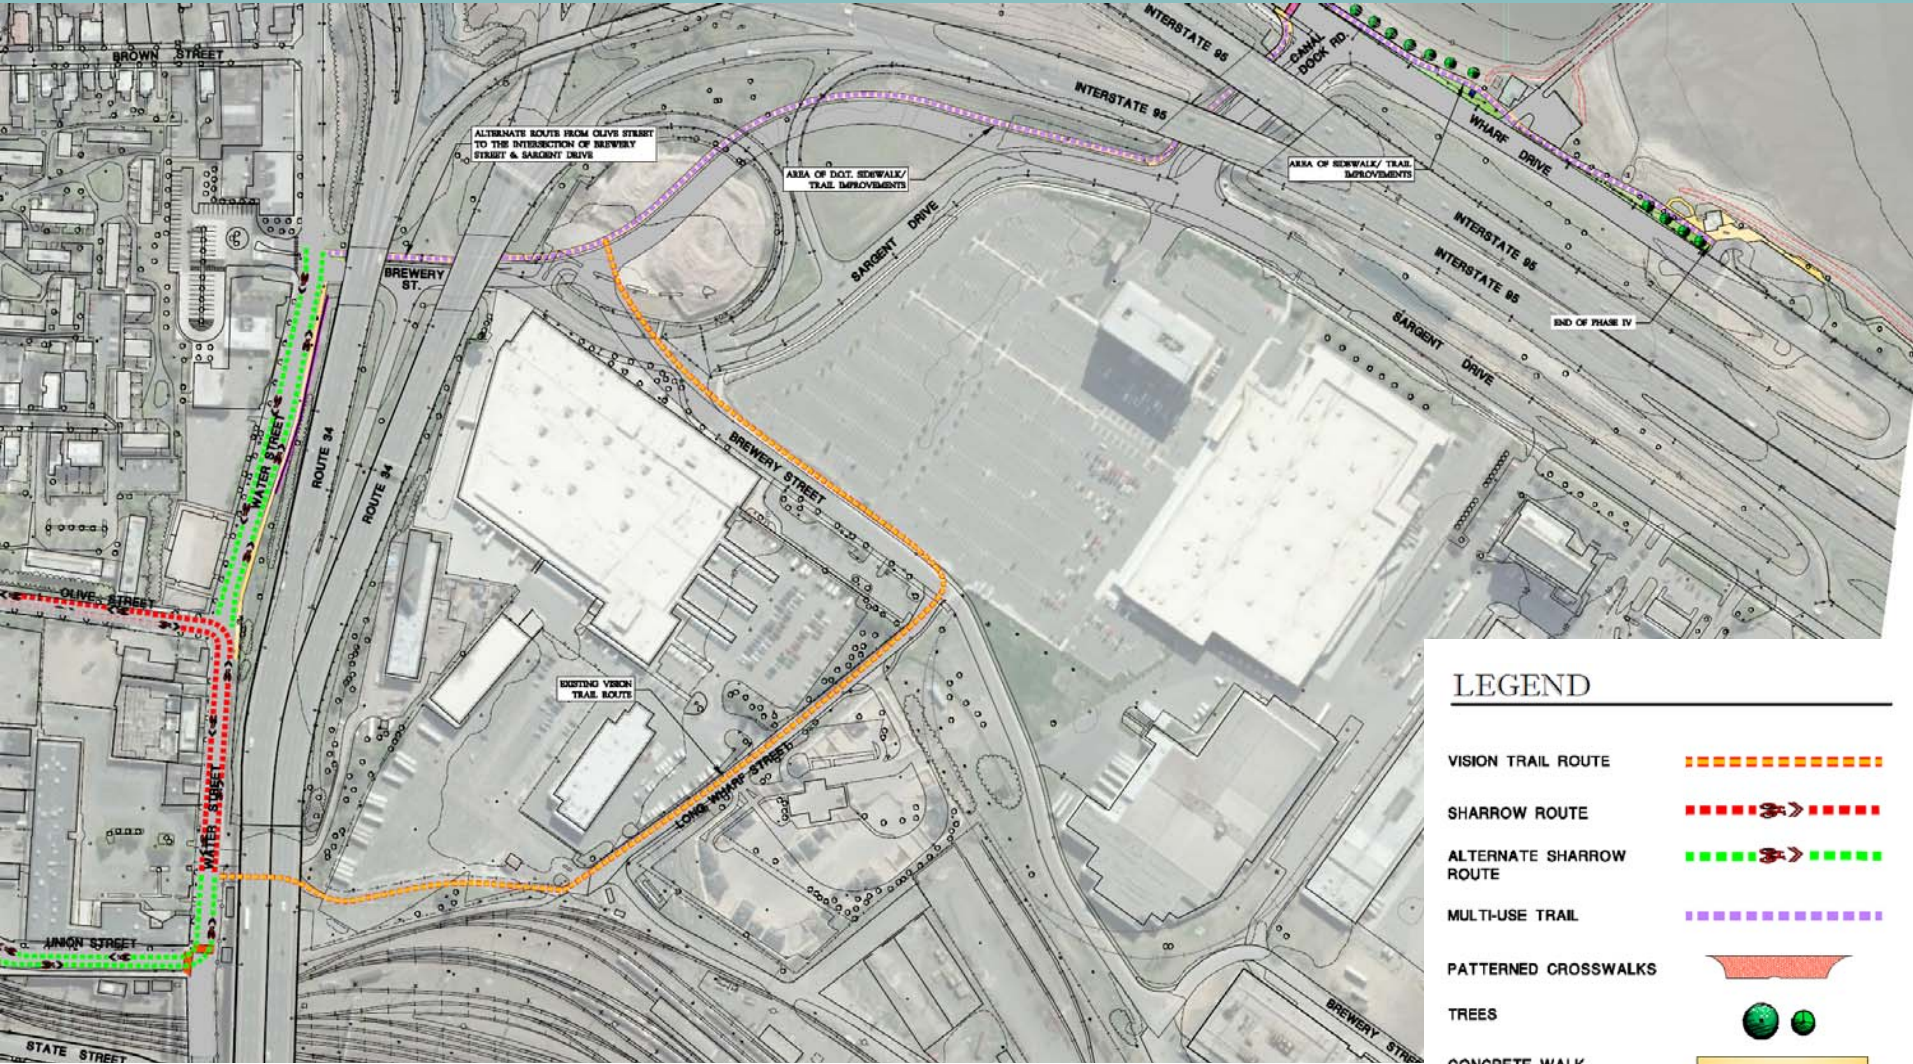 BROWN STREET
INTERSTATE 95
CANAL
DOCK RD.
INTERSTATE 95
ALTERNATE ROUTE FROM OLIVE STREET
TO THE INTERSECTION OF BREWERY
STREET & SARGENT DRIVE
AREA OF D.O.T. SIDEWALK/
TRAIL IMPROVEMENTS
AREA OF SIDEWALK/ TRAIL
IMPROVEMENTS
WHARF DRIVE
SARGENT DRIVE
INTERSTATE 95
INTERSTATE 95
BREWERY
ST.
END OF PHASE IV
SARGENT DRIVE
WATER STREET
ROUTE 34
ROUTE 34
BREWERY STREET
OLIVE STREET
EXISTING VISION
TRAIL ROUTE
LONG WHARF STREET
WATER STREET
UNION STREET
STATE STREET
BREWERY STREET
LEGEND
VISION TRAIL ROUTE
SHARROW ROUTE
ALTERNATE SHARROW
ROUTE
MULTI-USE TRAIL
PATTERNED CROSSWALKS
TREES
CONCRETE WALK